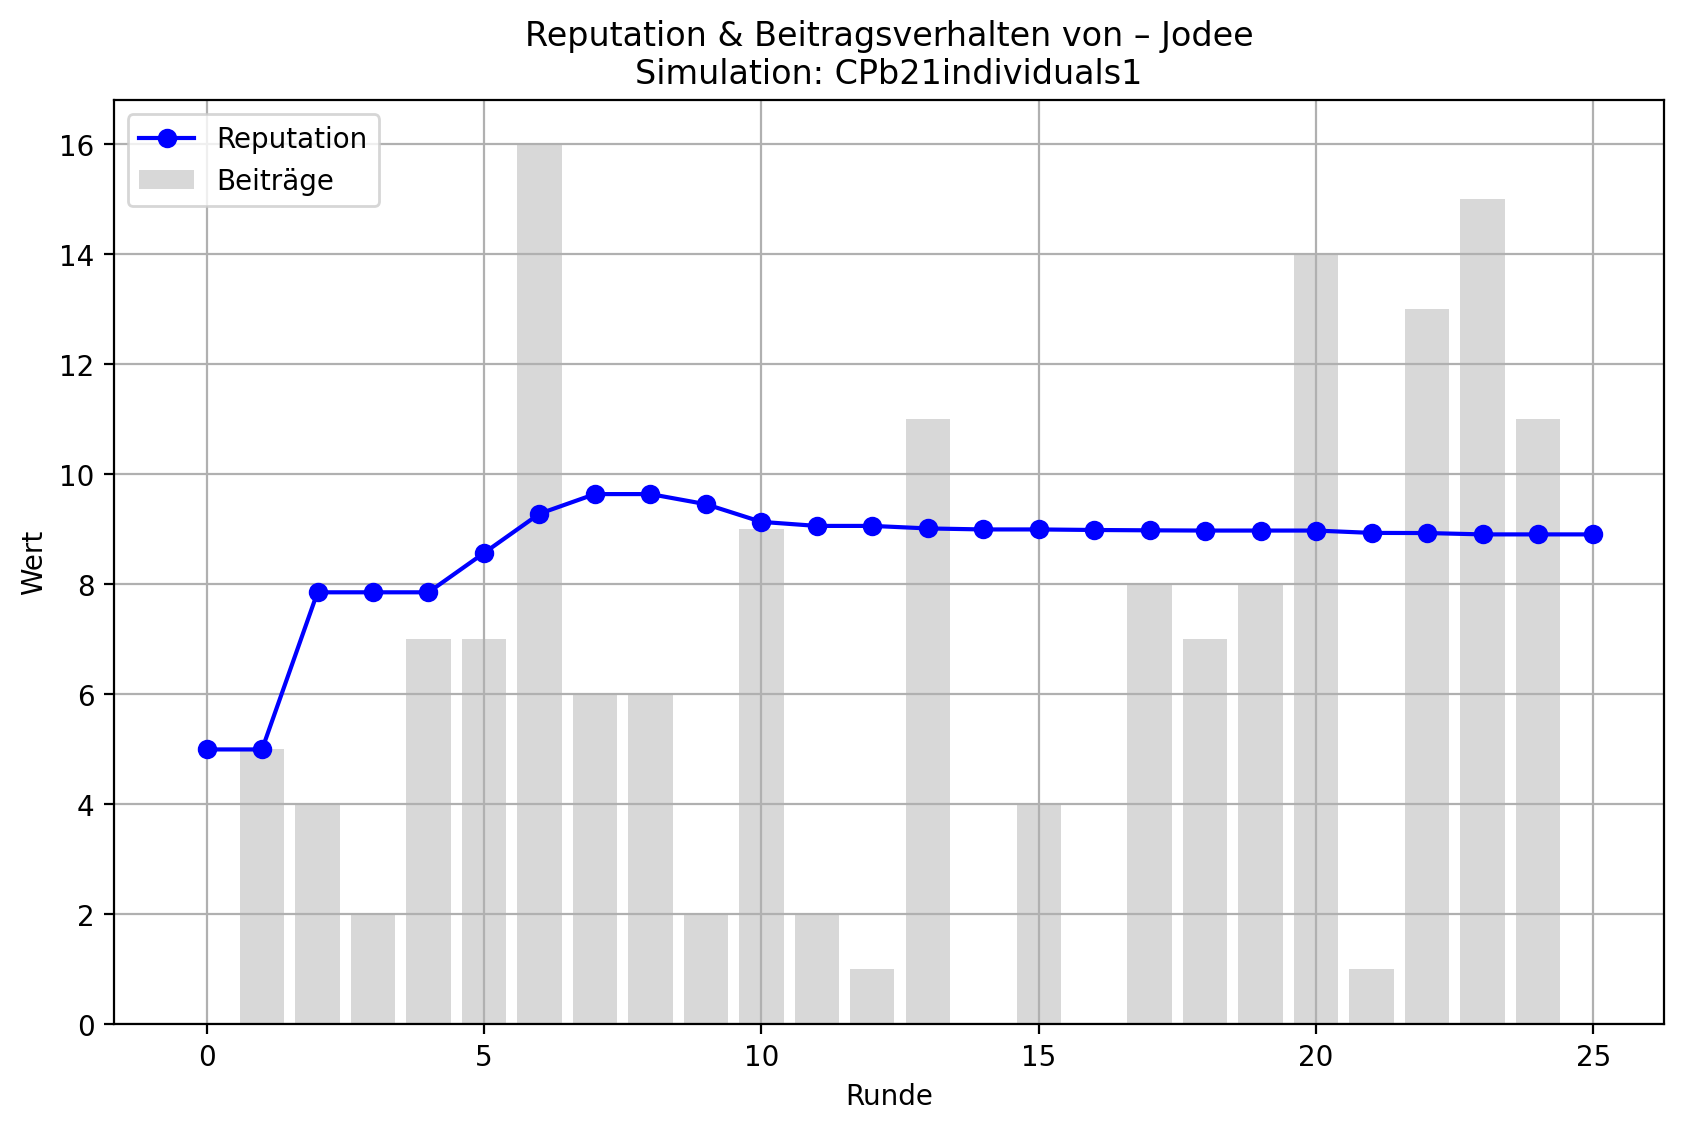 Reputation & Beitragsverhalten von – Jodee
Simulation: CPb21individuals1
Reputation
Beiträge
16
14
12
10
8
6
4
2
0
Wert
0 5 10 15 20 25
Runde